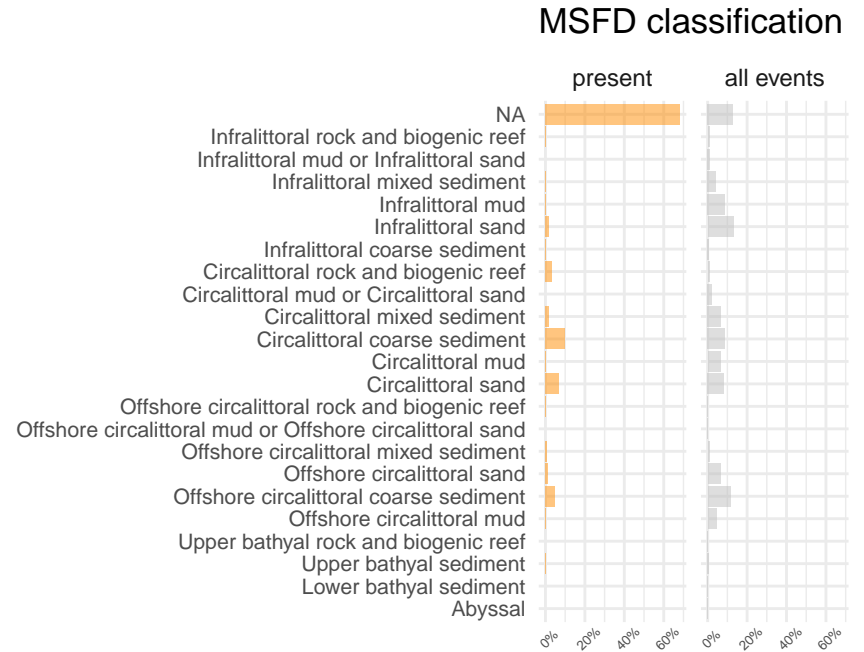 MSFD classification
present
all events
NA
Infralittoral rock and biogenic reef
Infralittoral mud or Infralittoral sand
Infralittoral mixed sediment
Infralittoral mud
Infralittoral sand
Infralittoral coarse sediment
Circalittoral rock and biogenic reef
Circalittoral mud or Circalittoral sand
Circalittoral mixed sediment
Circalittoral coarse sediment
Circalittoral mud
Circalittoral sand
Offshore circalittoral rock and biogenic reef
Offshore circalittoral mud or Offshore circalittoral sand
Offshore circalittoral mixed sediment
Offshore circalittoral sand
Offshore circalittoral coarse sediment
Offshore circalittoral mud
Upper bathyal rock and biogenic reef
Upper bathyal sediment
Lower bathyal sediment
Abyssal
0% 20% 40% 60%
0% 20% 40% 60%